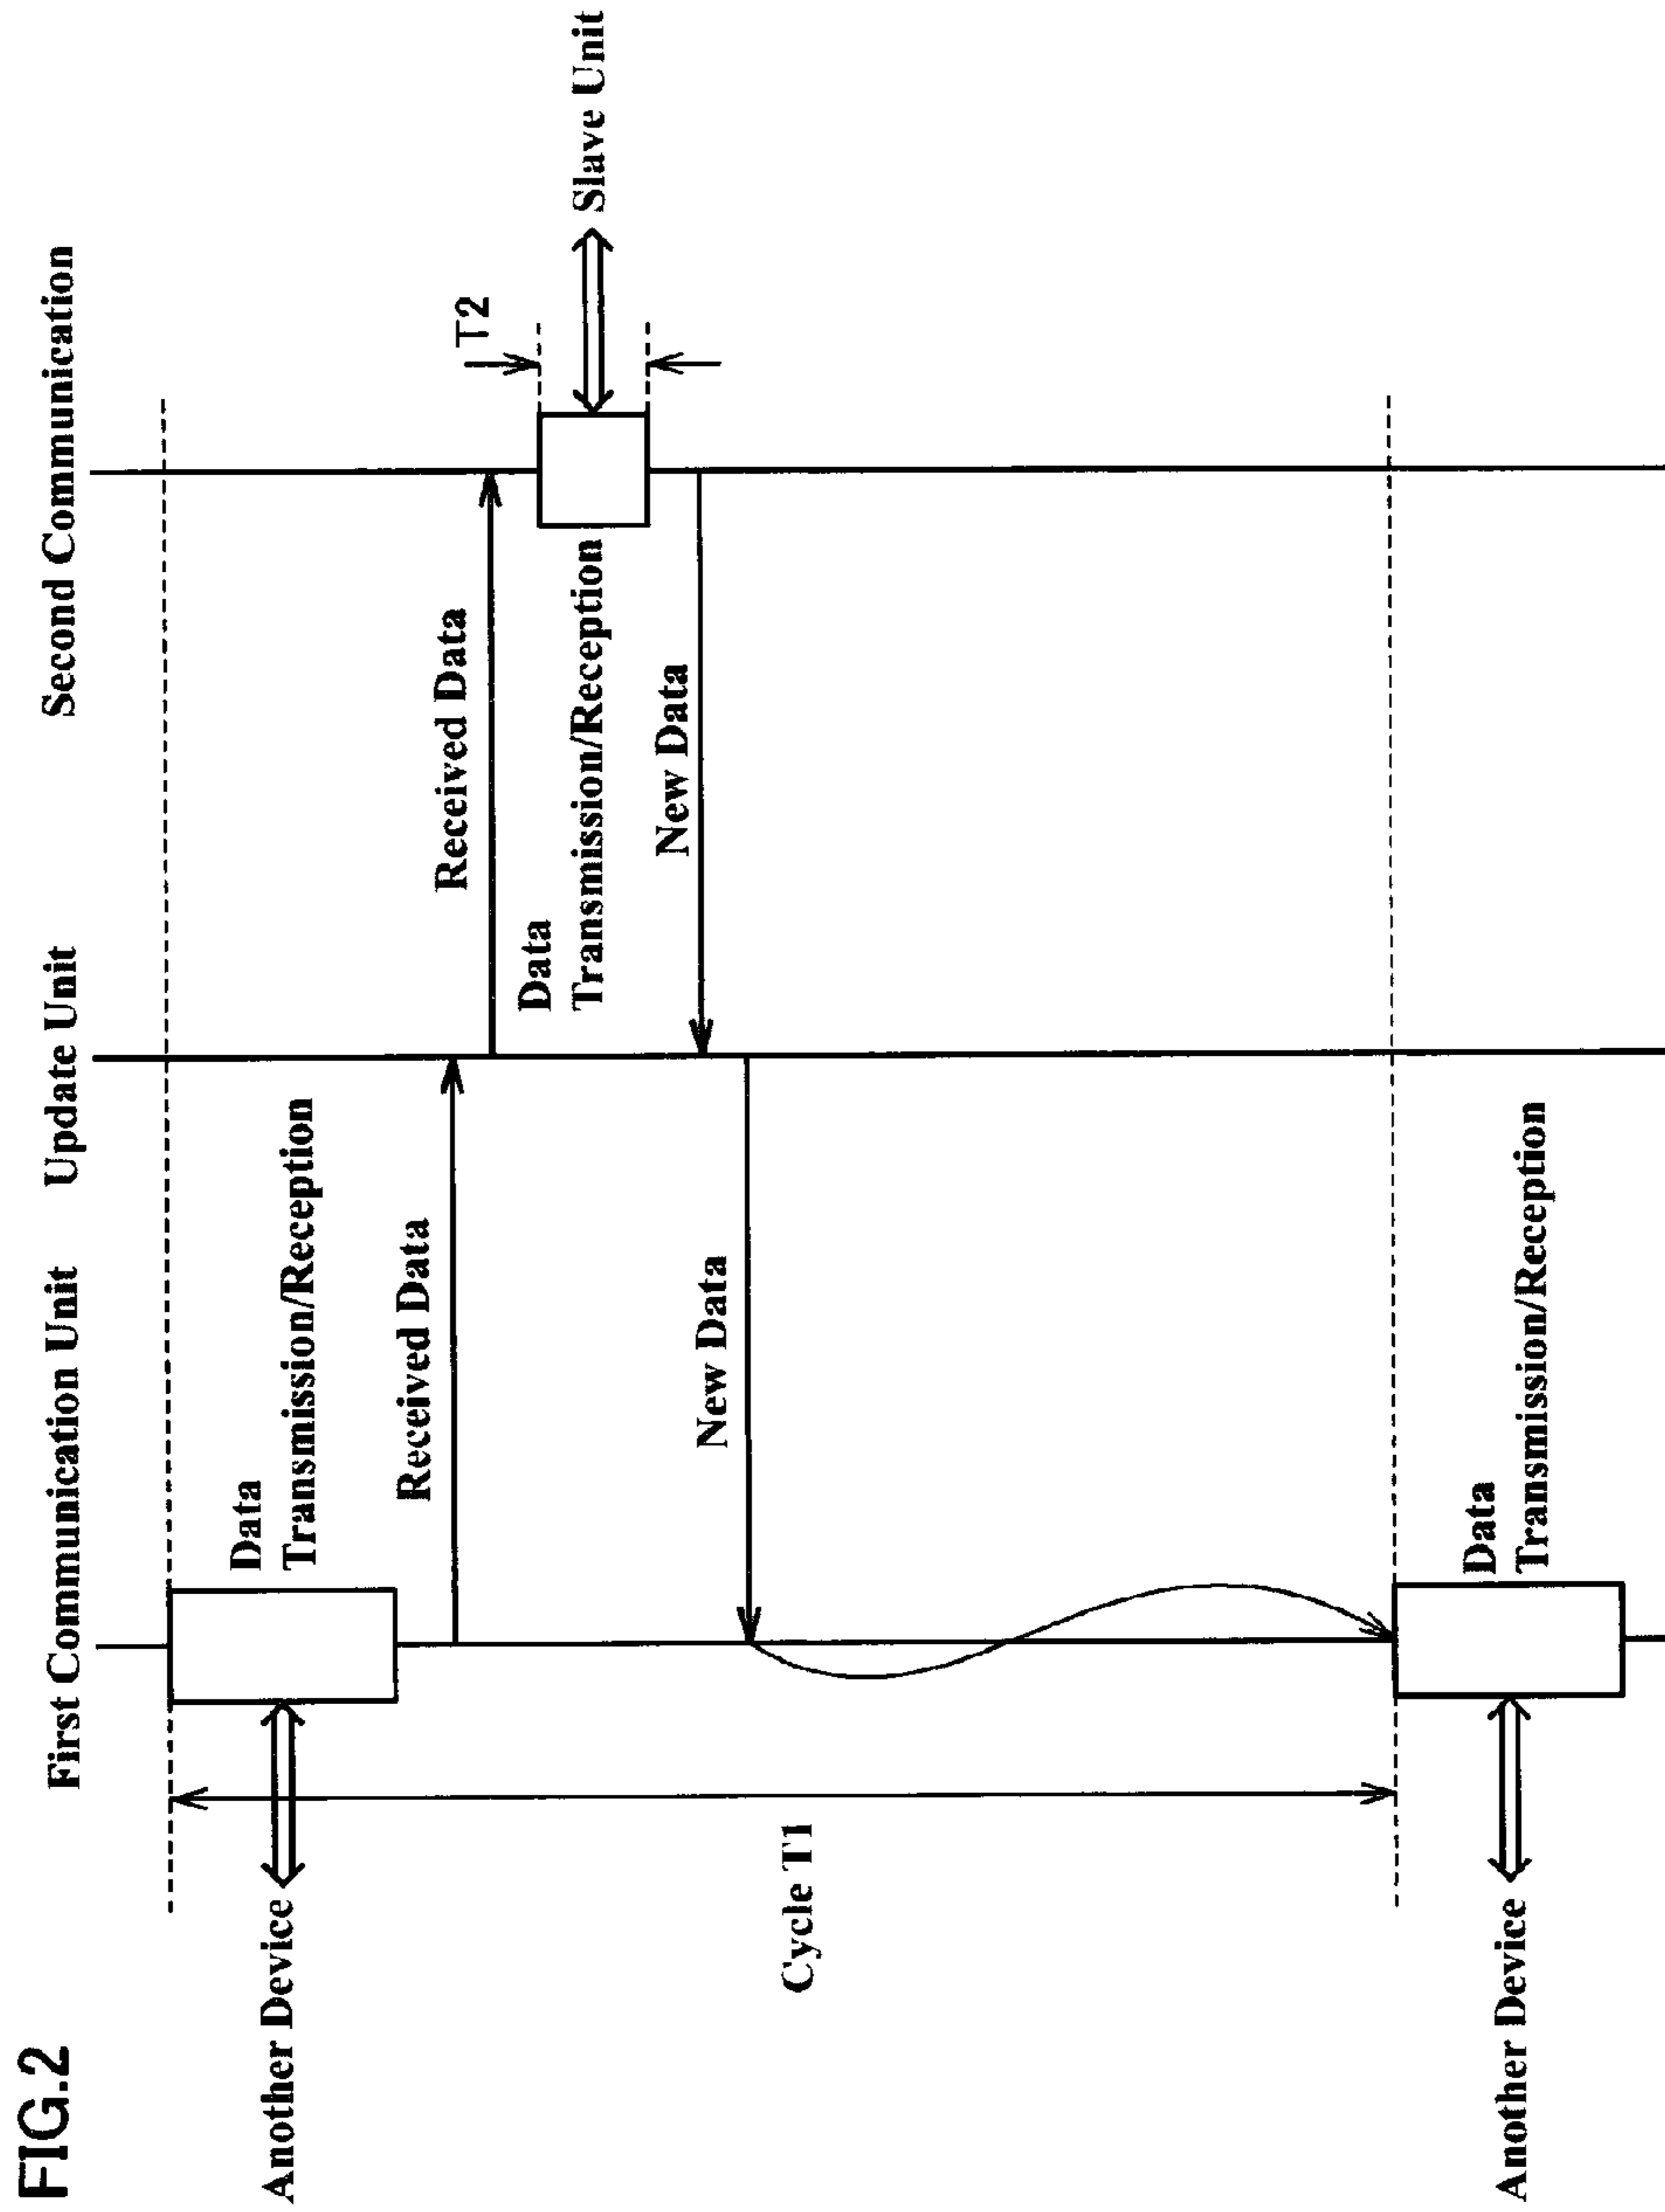 FIG.2
First Communication Unit
Update Unit
Second Communication
Another Device
Data
Transmission/Reception
Received Data
Received Data
T2
Data
Transmission/Reception
Slave Unit
New Data
New Data
Cycle T1
Another Device
Data
Transmission/Reception